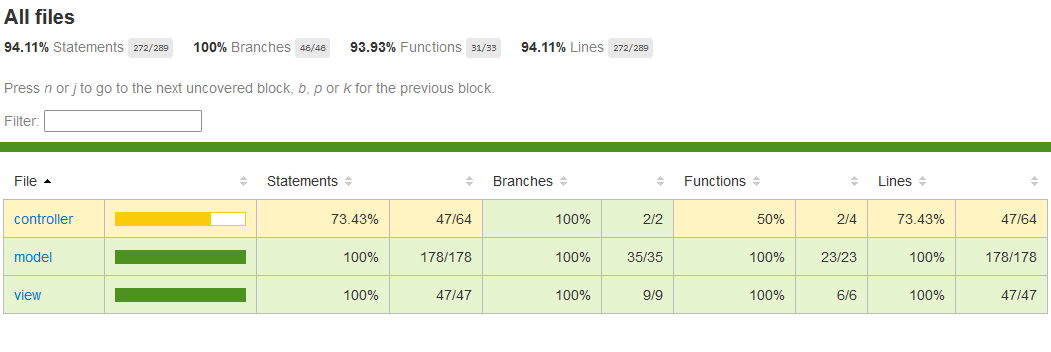 All files
94.11% Statements 272/289 100% Branches 46/46 93.93% Functions 31/33 94.11% Lines 272/289
Press n or j to go to the next uncovered block, b, p or k for the previous block.
Filter:
File Statements Branches Functions Lines
controller 73.43% 47/64 100% 2/2 50% 2/4 73.43% 47/64
model 100% 178/178 100% 35/35 100% 23/23 100% 178/178
view 100% 47/47 100% 9/9 100% 6/6 100% 47/47